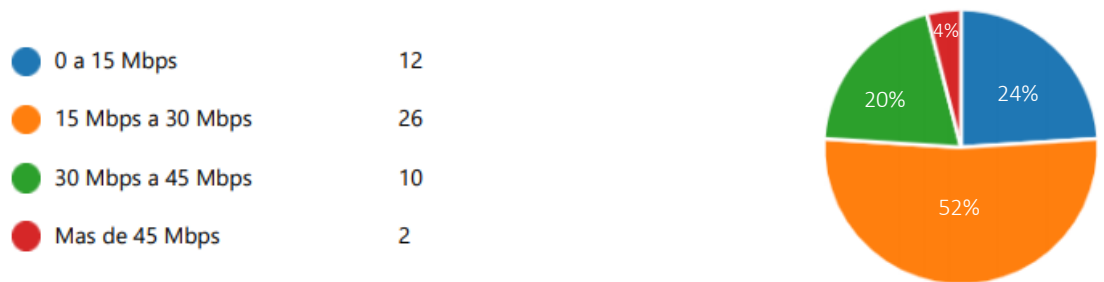 0 a 15 Mbps 12
15 Mbps a 30 Mbps 26
30 Mbps a 45 Mbps 10
Mas de 45 Mbps 2
4%
24%
20%
52%